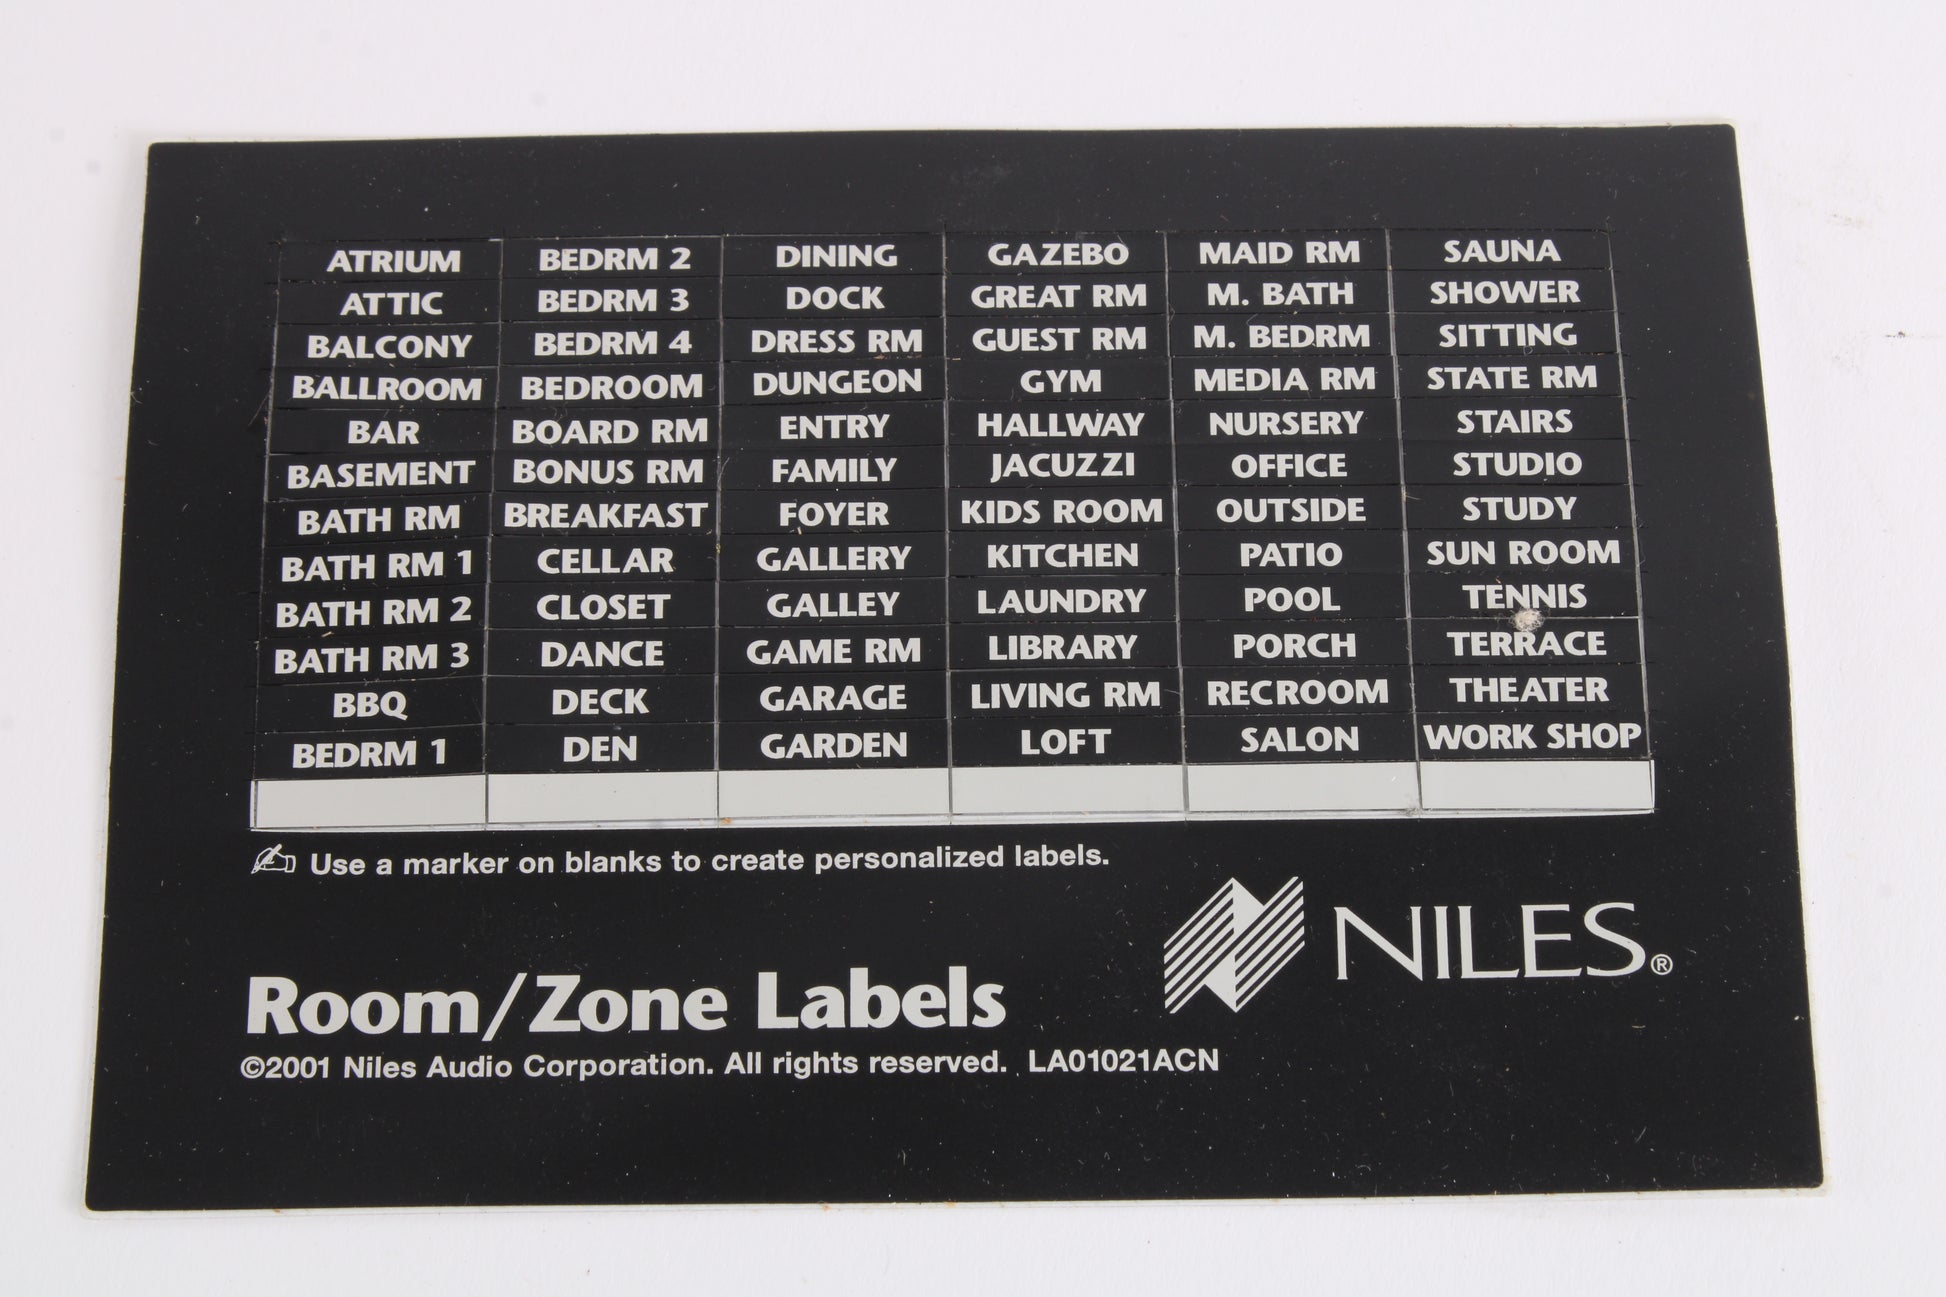 ATRIUM BEDRM 2 DINING GAZEBO MAID RM SAUNA
ATTIC BEDRM 3 DOCK GREAT RM M. BATH SHOWER
BALCONY BEDRM 4 DRESS RM GUEST RM M. BEDRM SITTING
BALLROOM BEDROOM DUNGEON GYM MEDIA RM STATE RM
BAR BOARD RM ENTRY HALLWAY NURSERY STAIRS
BASEMENT BONUS RM FAMILY JACUZZI OFFICE STUDIO
BATH RM BREAKFAST FOYER KIDS ROOM OUTSIDE STUDY
BATH RM 1 CELLAR GALLERY KITCHEN PATIO SUN ROOM
BATH RM 2 CLOSET GALLEY LAUNDRY POOL TENNIS
BATH RM 3 DANCE GAME RM LIBRARY PORCH TERRACE
BBQ DECK GARAGE LIVING RM RECROOM THEATER
BEDRM 1 DEN GARDEN LOFT SALON WORK SHOP
Use a marker on blanks to create personalized labels.
NILES®
Room/Zone Labels
©2001 Niles Audio Corporation. All rights reserved. LA01021ACN